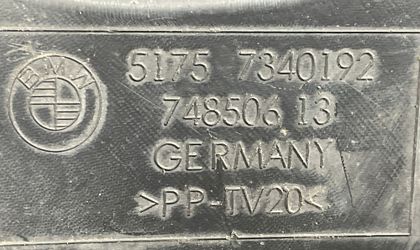 BMW
5175 7340192
748506 13
GERMANY
>PP-TV20<